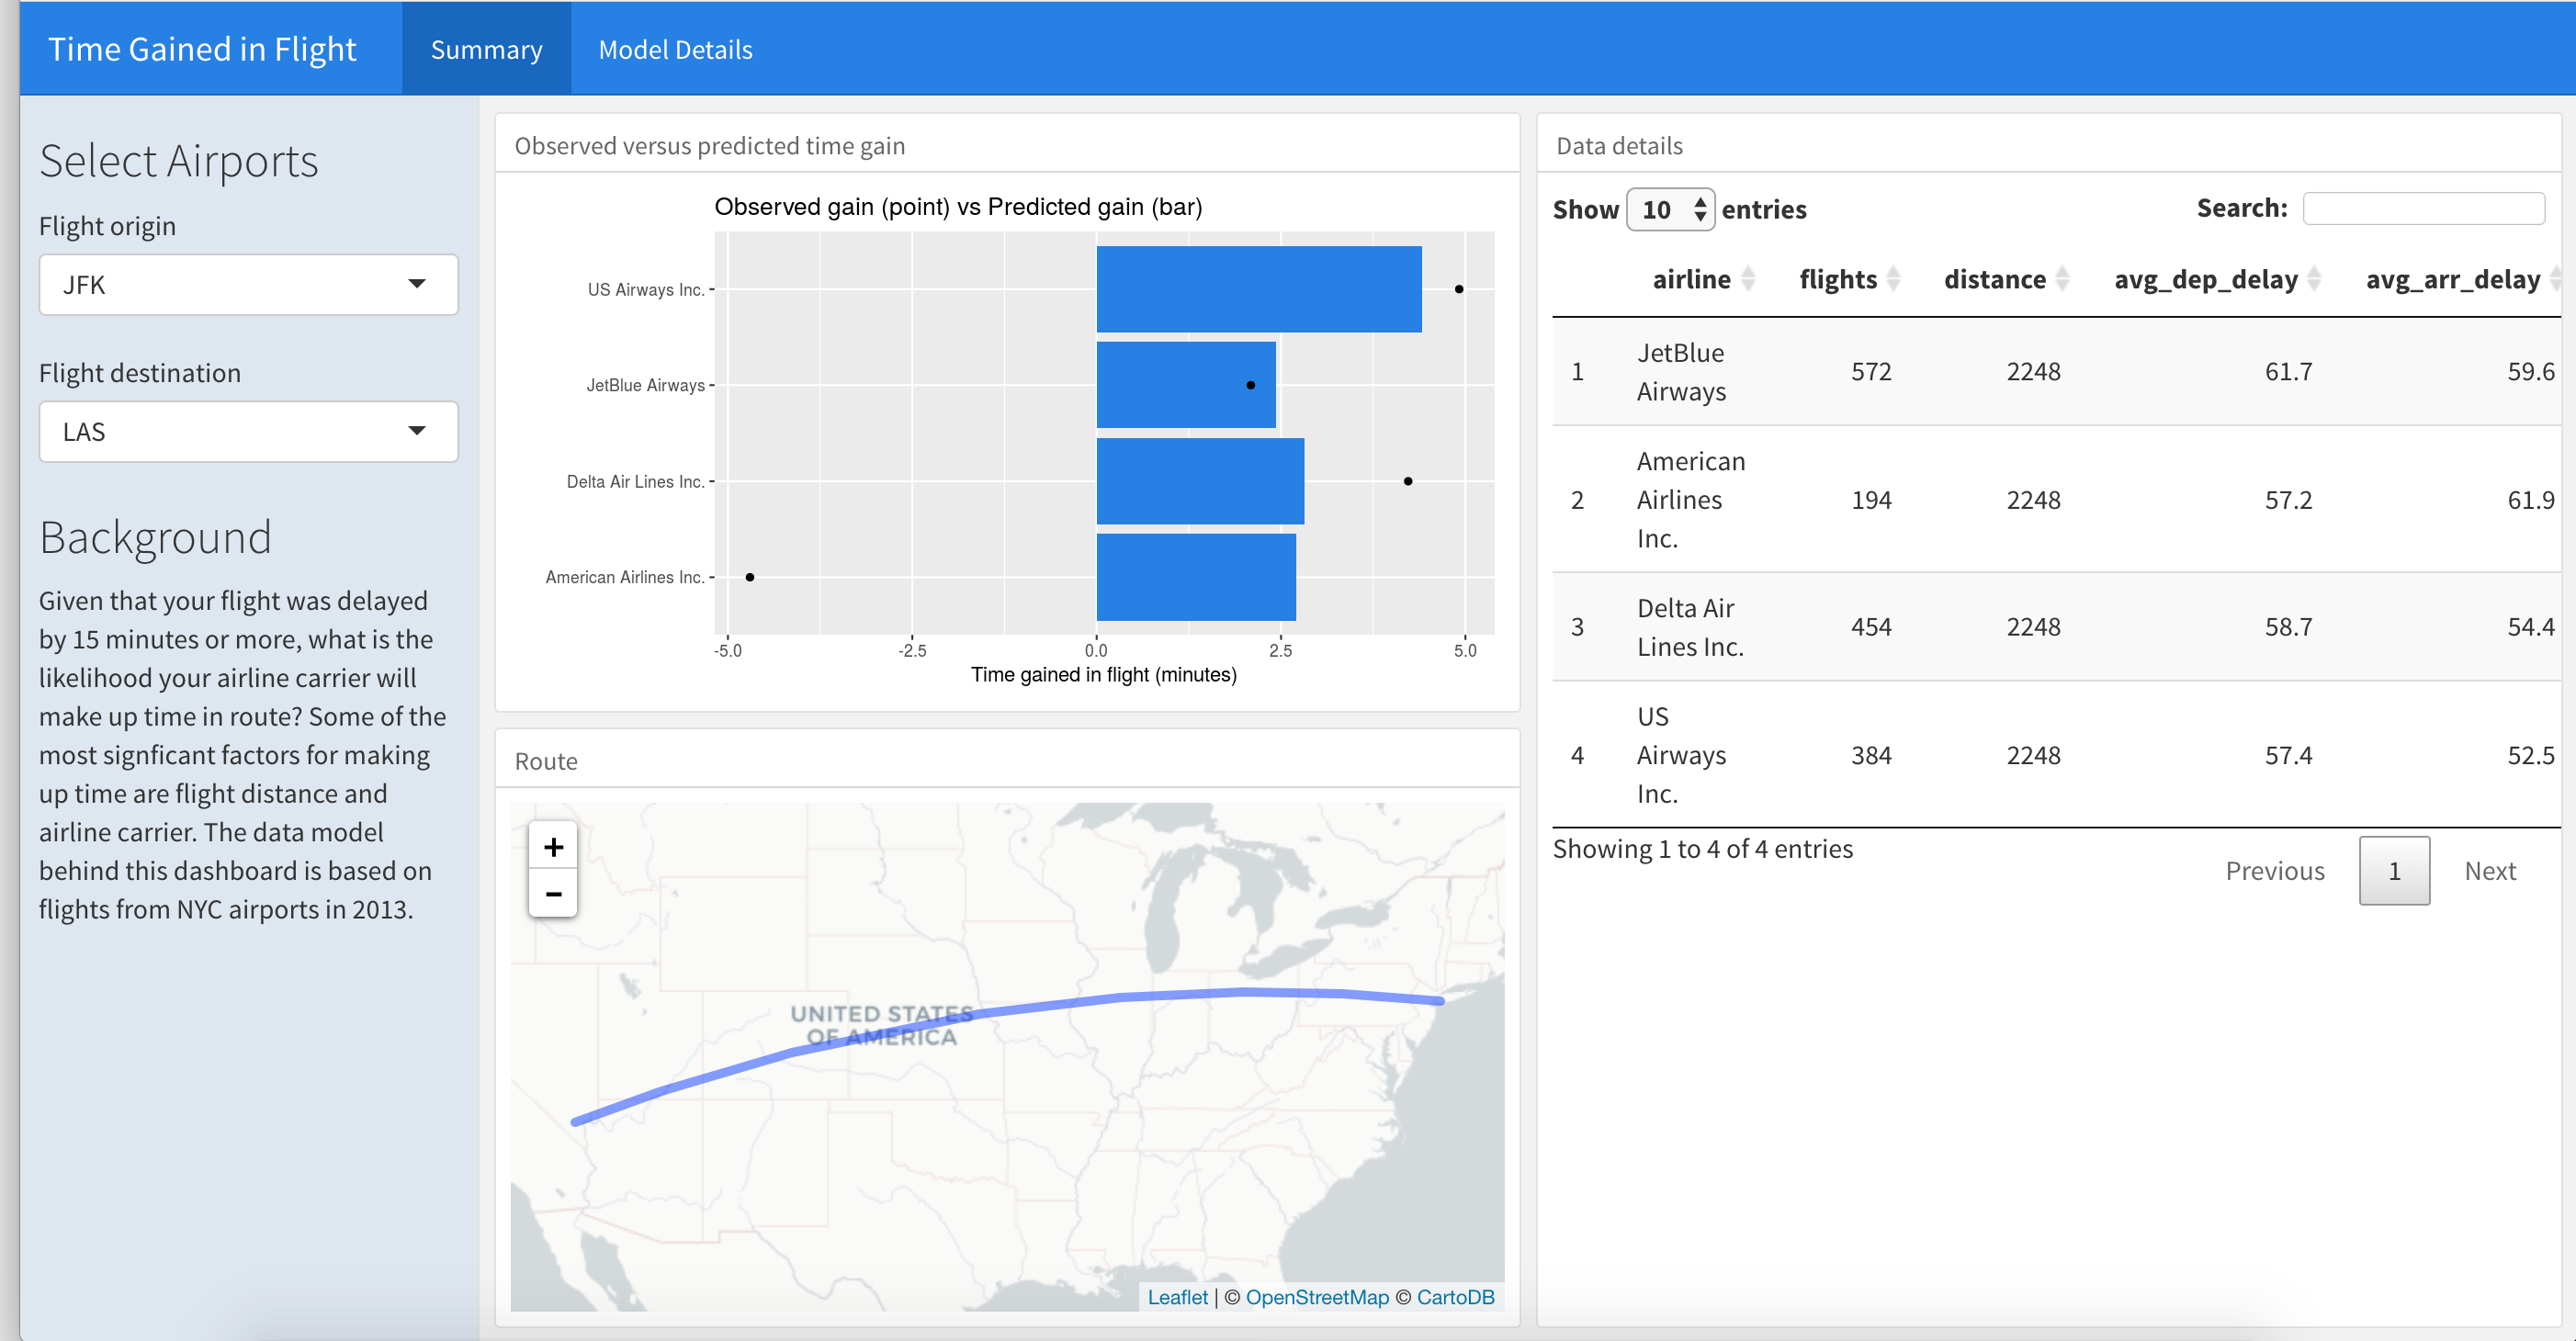 Time Gained in Flight
Summary
Model Details
Select Airports
Flight origin
JFK
Flight destination
LAS
Background
Given that your flight was delayed
by 15 minutes or more, what is the
likelihood your airline carrier will
make up time in route? Some of the
most signficant factors for making
up time are flight distance and
airline carrier. The data model
behind this dashboard is based on
flights from NYC airports in 2013.
Observed versus predicted time gain
Observed gain (point) vs Predicted gain (bar)
US Airways Inc.
JetBlue Airways
Delta Air Lines Inc.
American Airlines Inc.
-5.0 -2.5 0.0 2.5 5.0
Time gained in flight (minutes)
Route
+
−
UNITED STATES
OF AMERICA
Leaflet | © OpenStreetMap © CartoDB
Data details
Show 10 entries
Search:
airline flights distance avg_dep_delay avg_arr_delay
1 JetBlue Airways 572 2248 61.7 59.6
2 American Airlines Inc. 194 2248 57.2 61.9
3 Delta Air Lines Inc. 454 2248 58.7 54.4
4 US Airways Inc. 384 2248 57.4 52.5
Showing 1 to 4 of 4 entries
Previous 1 Next